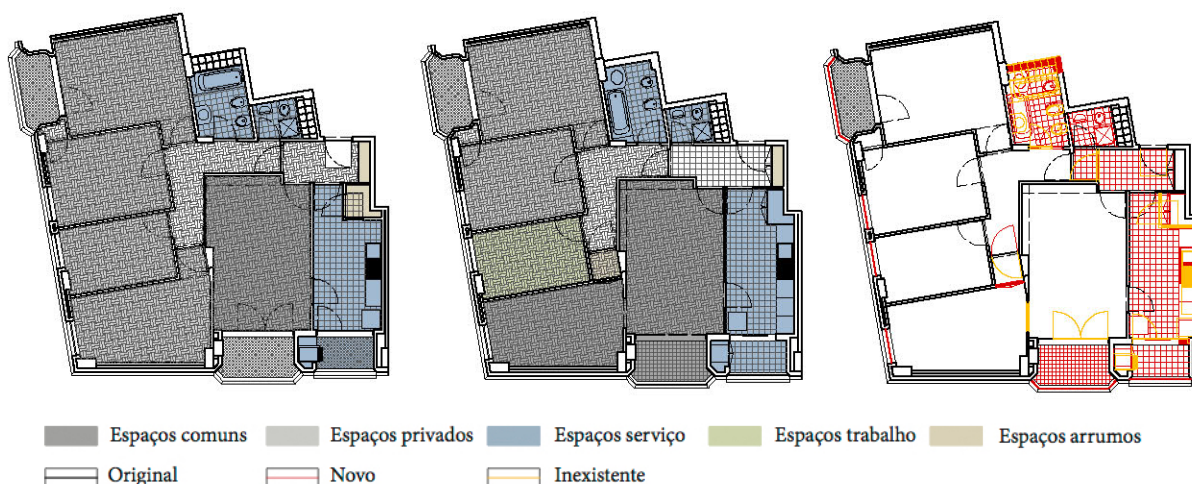 Espaços comuns Espaços privados Espaços serviço Espaços trabalho Espaços arrumos
Original Novo Inexistente